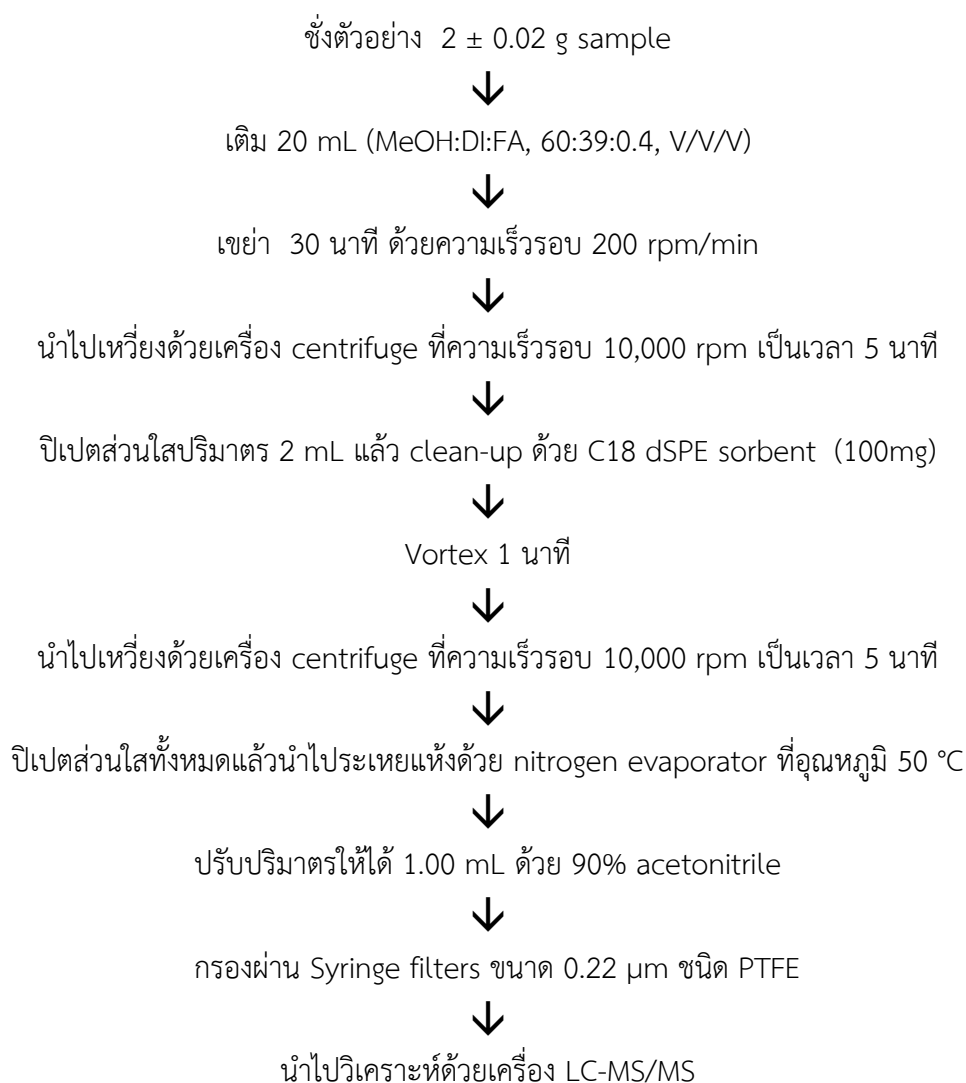 ชั่งตัวอย่าง 2 ± 0.02 g sample
เติม 20 mL (MeOH:DI:FA, 60:39:0.4, V/V/V)
เขย่า 30 นาที ด้วยความเร็วรอบ 200 rpm/min
นำไปเหวี่ยงด้วยเครื่อง centrifuge ที่ความเร็วรอบ 10,000 rpm เป็นเวลา 5 นาที
ปิเปตส่วนใสปริมาตร 2 mL แล้ว clean-up ด้วย C18 dSPE sorbent (100mg)
Vortex 1 นาที
นำไปเหวี่ยงด้วยเครื่อง centrifuge ที่ความเร็วรอบ 10,000 rpm เป็นเวลา 5 นาที
ปิเปตส่วนใสทั้งหมดแล้วนำไประเหยแห้งด้วย nitrogen evaporator ที่อุณหภูมิ 50 °C
ปรับปริมาตรให้ได้ 1.00 mL ด้วย 90% acetonitrile
กรองผ่าน Syringe filters ขนาด 0.22 µm ชนิด PTFE
นำไปวิเคราะห์ด้วยเครื่อง LC-MS/MS